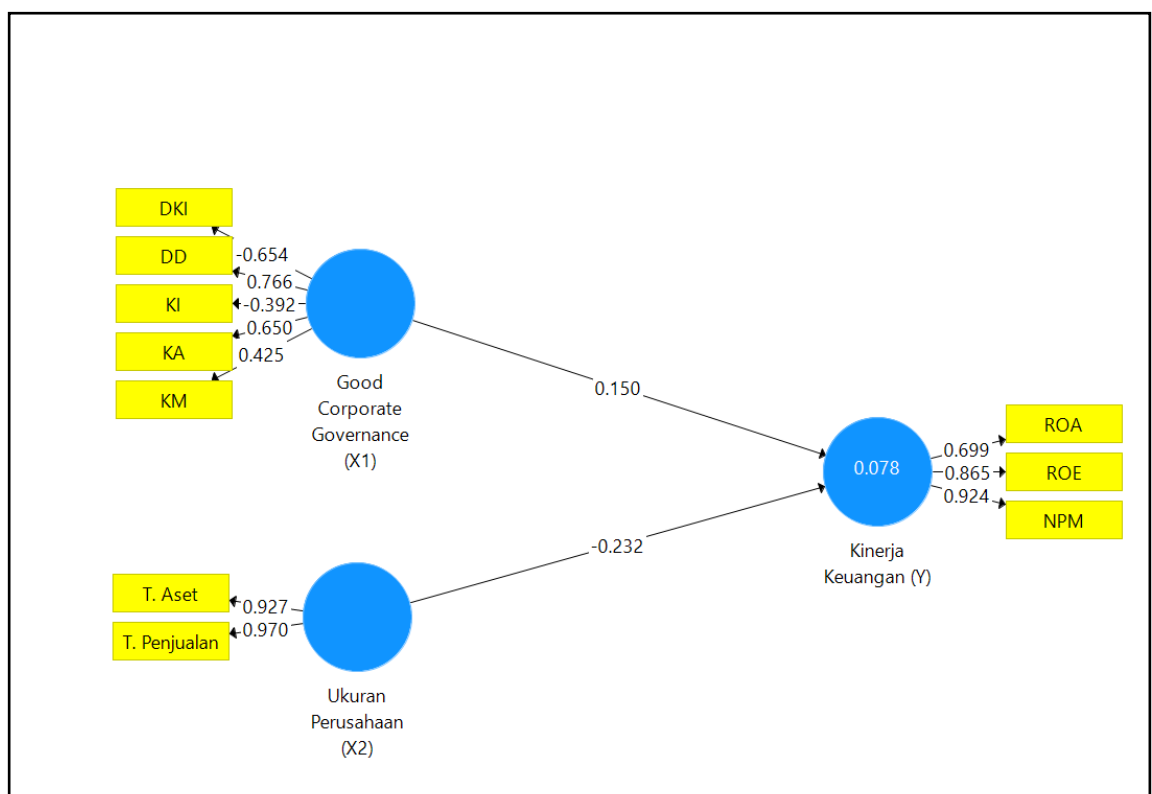 DKI
DD
KI
KA
KM
-0.654
0.766
-0.392
0.650
0.425
Good
Corporate
Governance
(X1)
0.150
T. Aset
T. Penjualan
0.927
0.970
Ukuran
Perusahaan
(X2)
-0.232
0.078
Kinerja
Keuangan (Y)
0.699
0.865
0.924
ROA
ROE
NPM